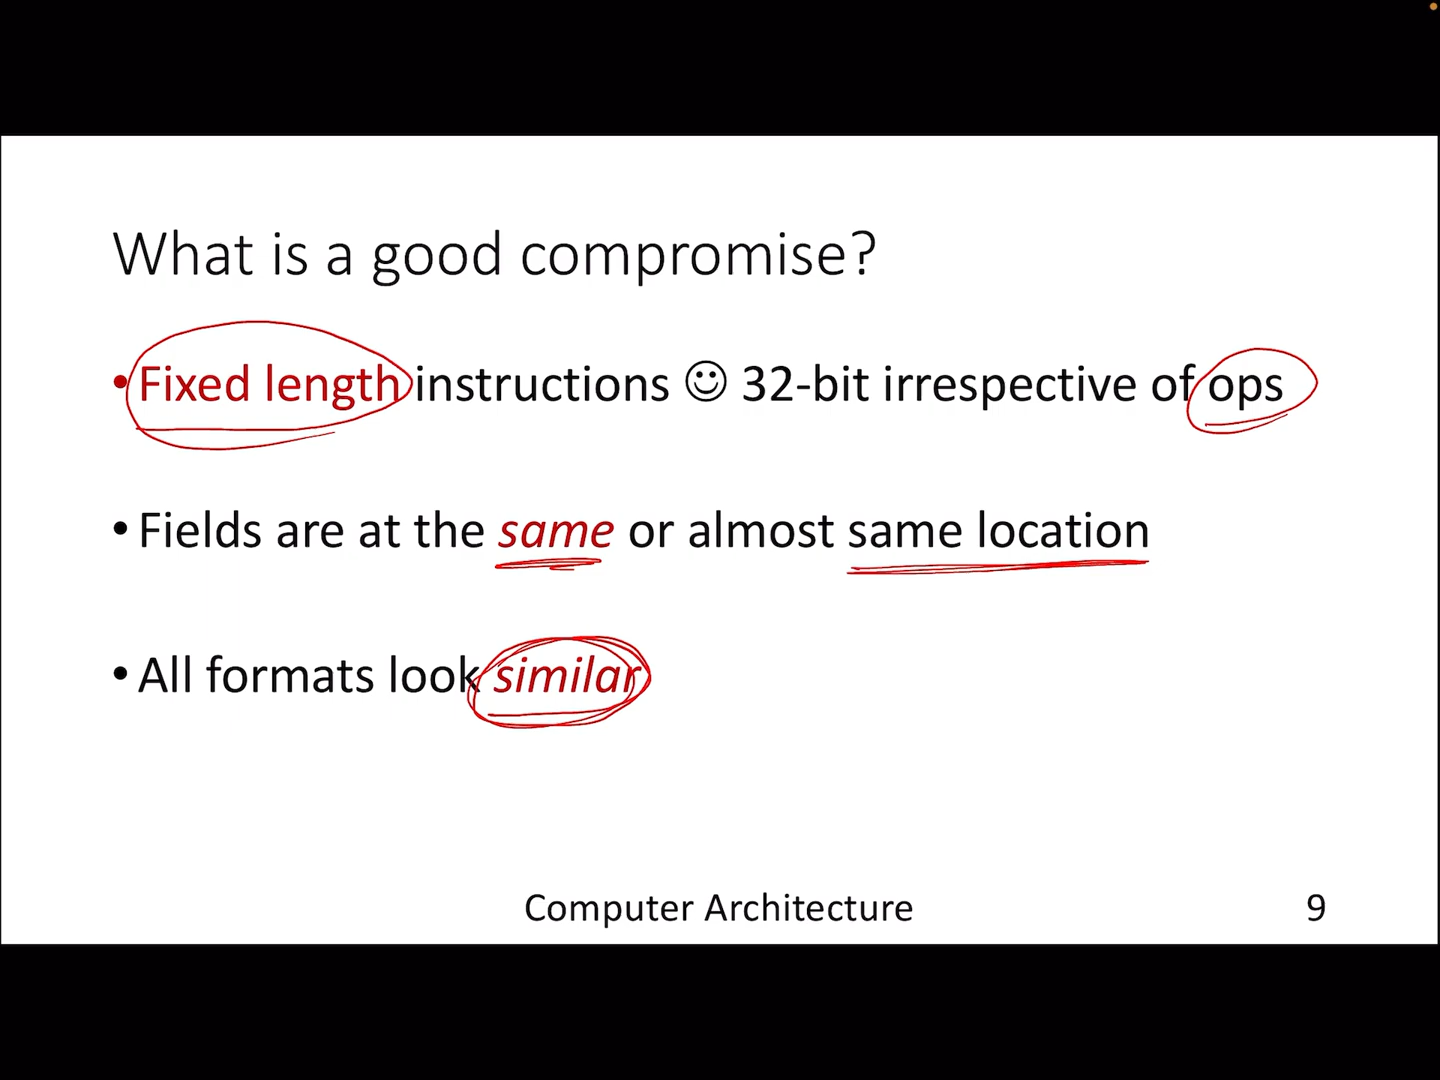 What is a good compromise?
• Fixed length instructions ☺ 32-bit irrespective of ops
• Fields are at the same or almost same location
• All formats look similar
Computer Architecture
9